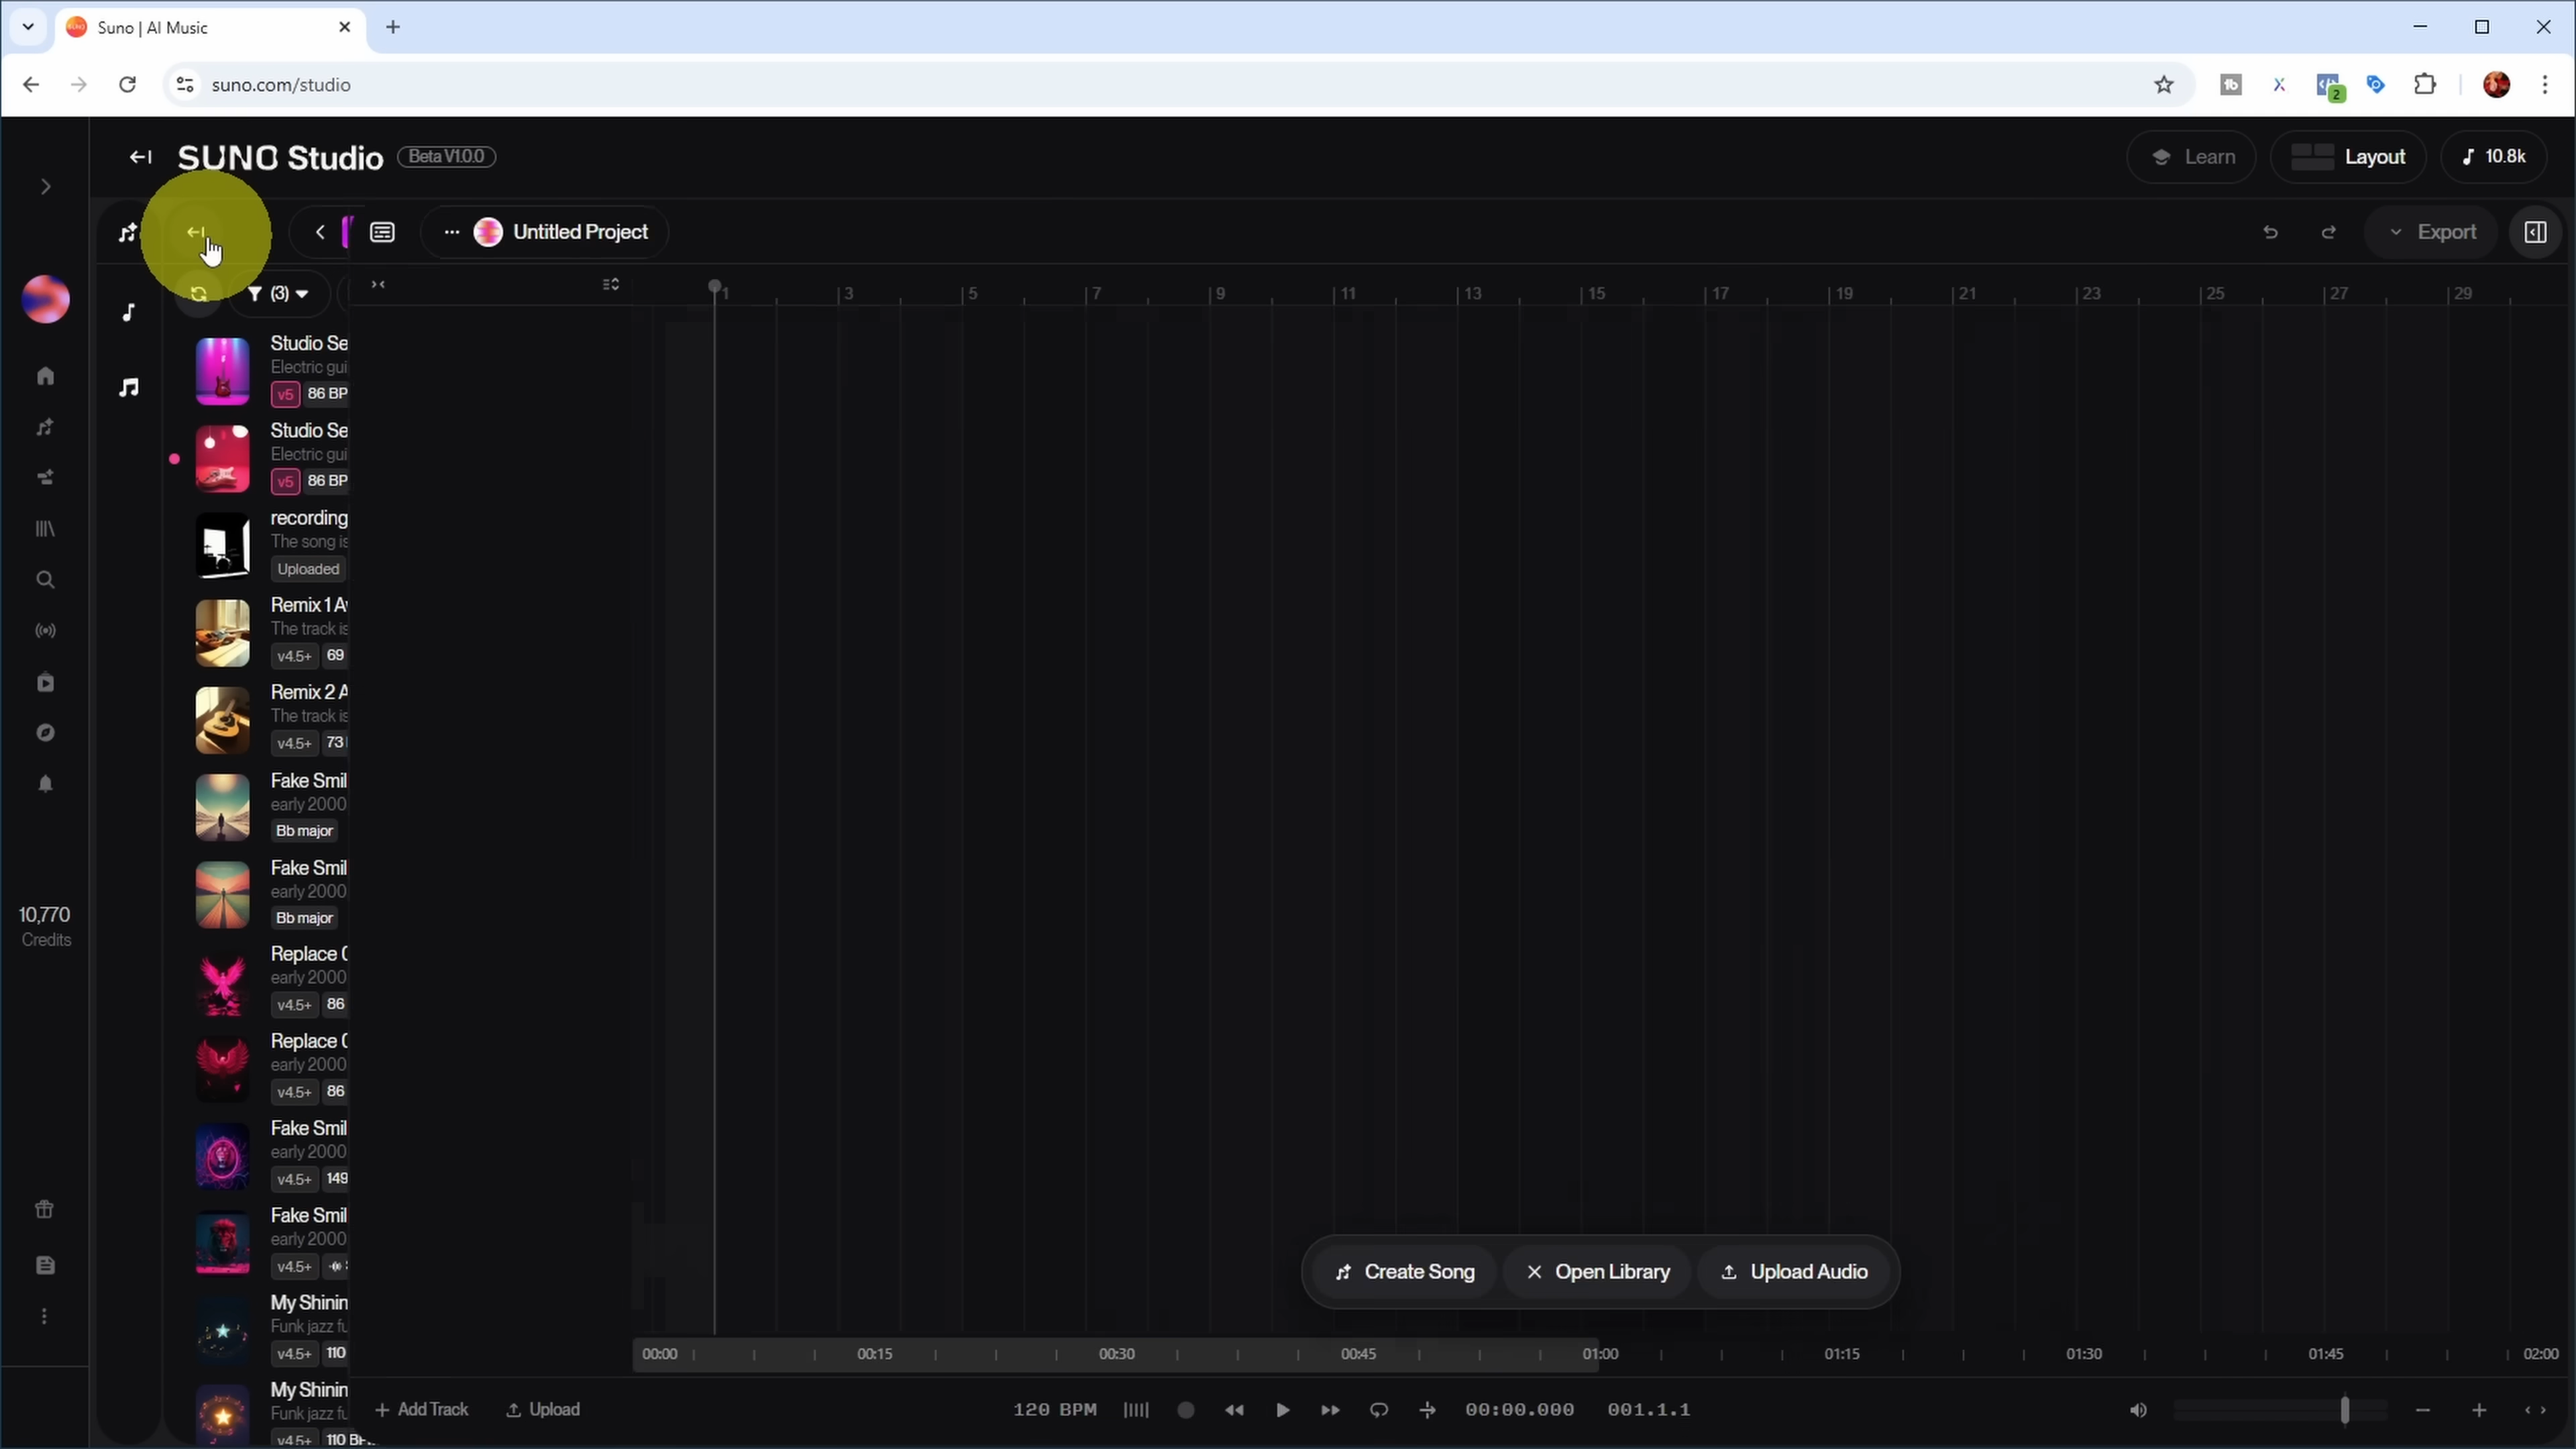 Suno | AI Music
suno.com/studio
2
SUNO Studio
Beta V1.0.0
Learn
Layout
10.8k
Untitled Project
Export
(3)
1 3 5 7 9 11 13 15 17 19 21 23 25 27 29
Studio Se
Electric gui
v5 86 BP
Studio Se
Electric gui
v5 86 BP
recording
The song is
Uploaded
Remix 1 A
The track is
v4.5+ 69
Remix 2 A
The track is
v4.5+ 73
Fake Smil
early 2000
Bb major
Fake Smil
early 2000
Bb major
10,770
Credits
Replace
early 2000
v4.5+ 86
Replace
early 2000
v4.5+ 86
Fake Smil
early 2000
v4.5+ 149
Fake Smil
early 2000
v4.5+
My Shinin
Funk jazz fu
v4.5+ 110
My Shinin
Funk jazz fu
v4.5+ 110
Create Song
Open Library
Upload Audio
00:00 00:15 00:30 00:45 01:00 01:15 01:30 01:45 02:00
Add Track
Upload
120 BPM
00:00.000
001.1.1